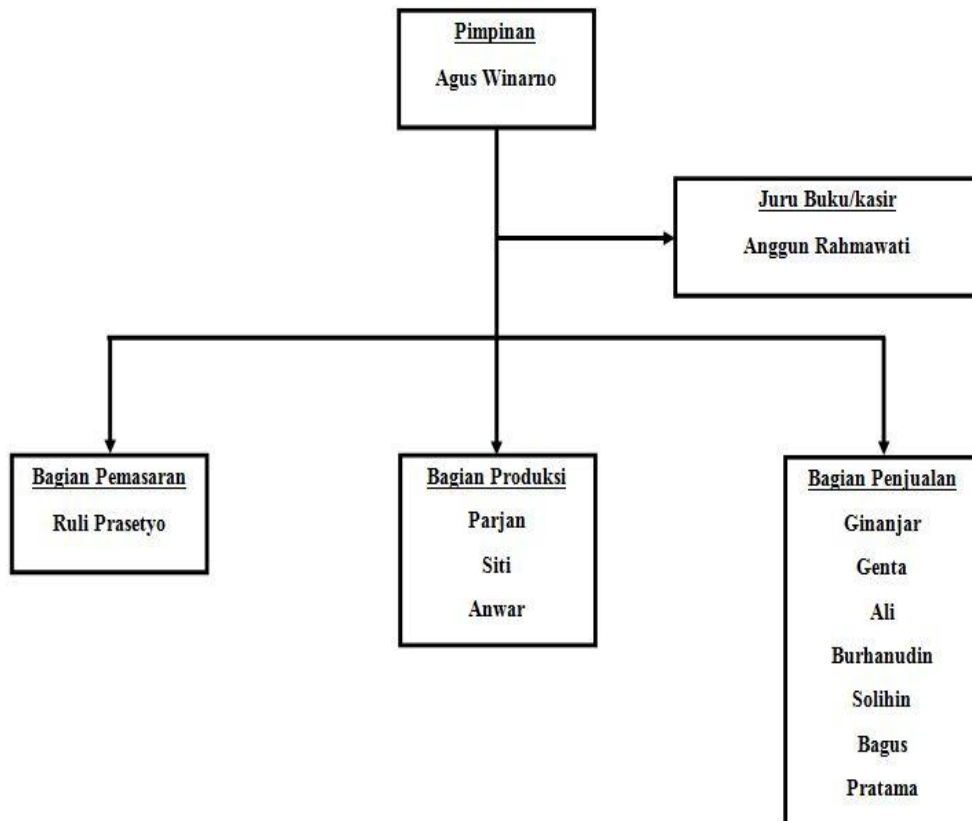 Pimpinan
Agus Winarno
Juru Buku/kasir
Anggun Rahmawati
Bagian Pemasaran
Ruli Prasetyo
Bagian Produksi
Parjan
Siti
Anwar
Bagian Penjualan
Ginanjar
Genta
Ali
Burhanudin
Solihin
Bagus
Pratama